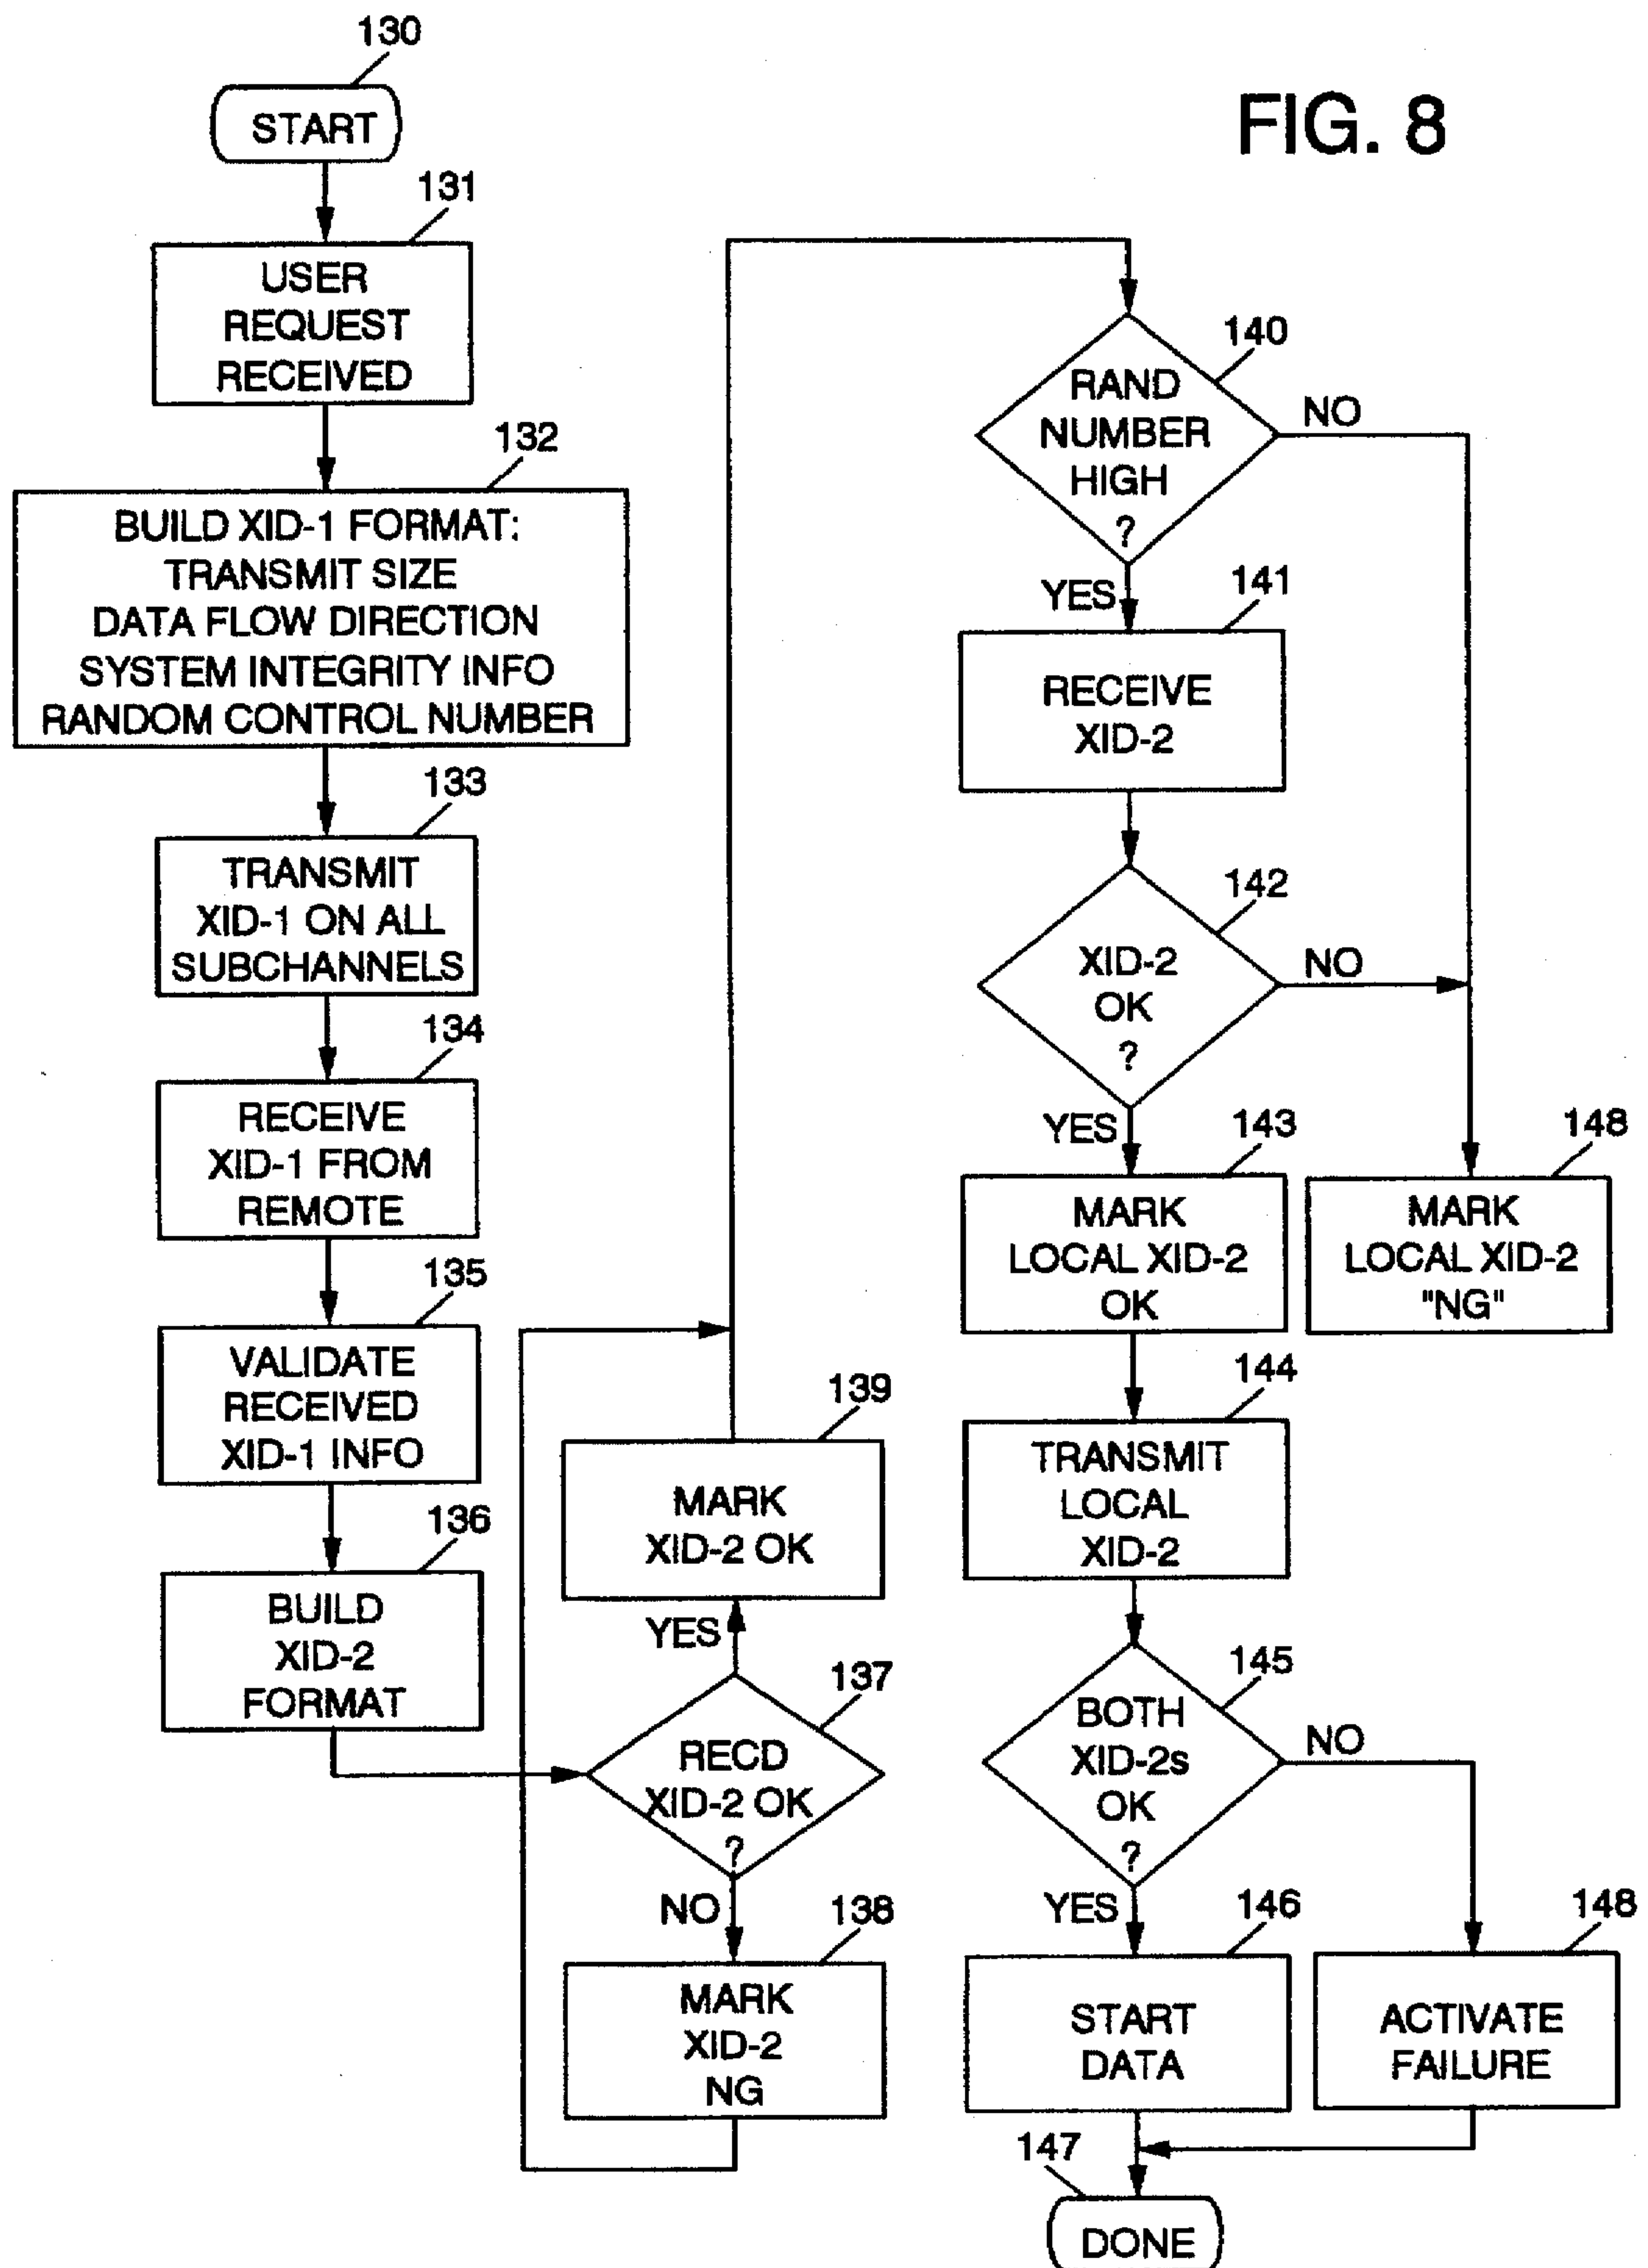 FIG. 8
130
START
131
USER
REQUEST
RECEIVED
132
BUILD XID-1 FORMAT:
TRANSMIT SIZE
DATA FLOW DIRECTION
SYSTEM INTEGRITY INFO
RANDOM CONTROL NUMBER
133
TRANSMIT
XID-1 ON ALL
SUBCHANNELS
134
RECEIVE
XID-1 FROM
REMOTE
135
VALIDATE
RECEIVED
XID-1 INFO
136
BUILD
XID-2
FORMAT
137
RECD
XID-2 OK
?
YES
139
MARK
XID-2 OK
NO
138
MARK
XID-2
NG
140
RAND
NUMBER
HIGH
?
NO
YES
141
RECEIVE
XID-2
142
XID-2
OK
?
NO
YES
143
MARK
LOCAL XID-2
OK
148
MARK
LOCAL XID-2
"NG"
144
TRANSMIT
LOCAL
XID-2
145
BOTH
XID-2s
OK
?
NO
YES
146
START
DATA
148
ACTIVATE
FAILURE
147
DONE